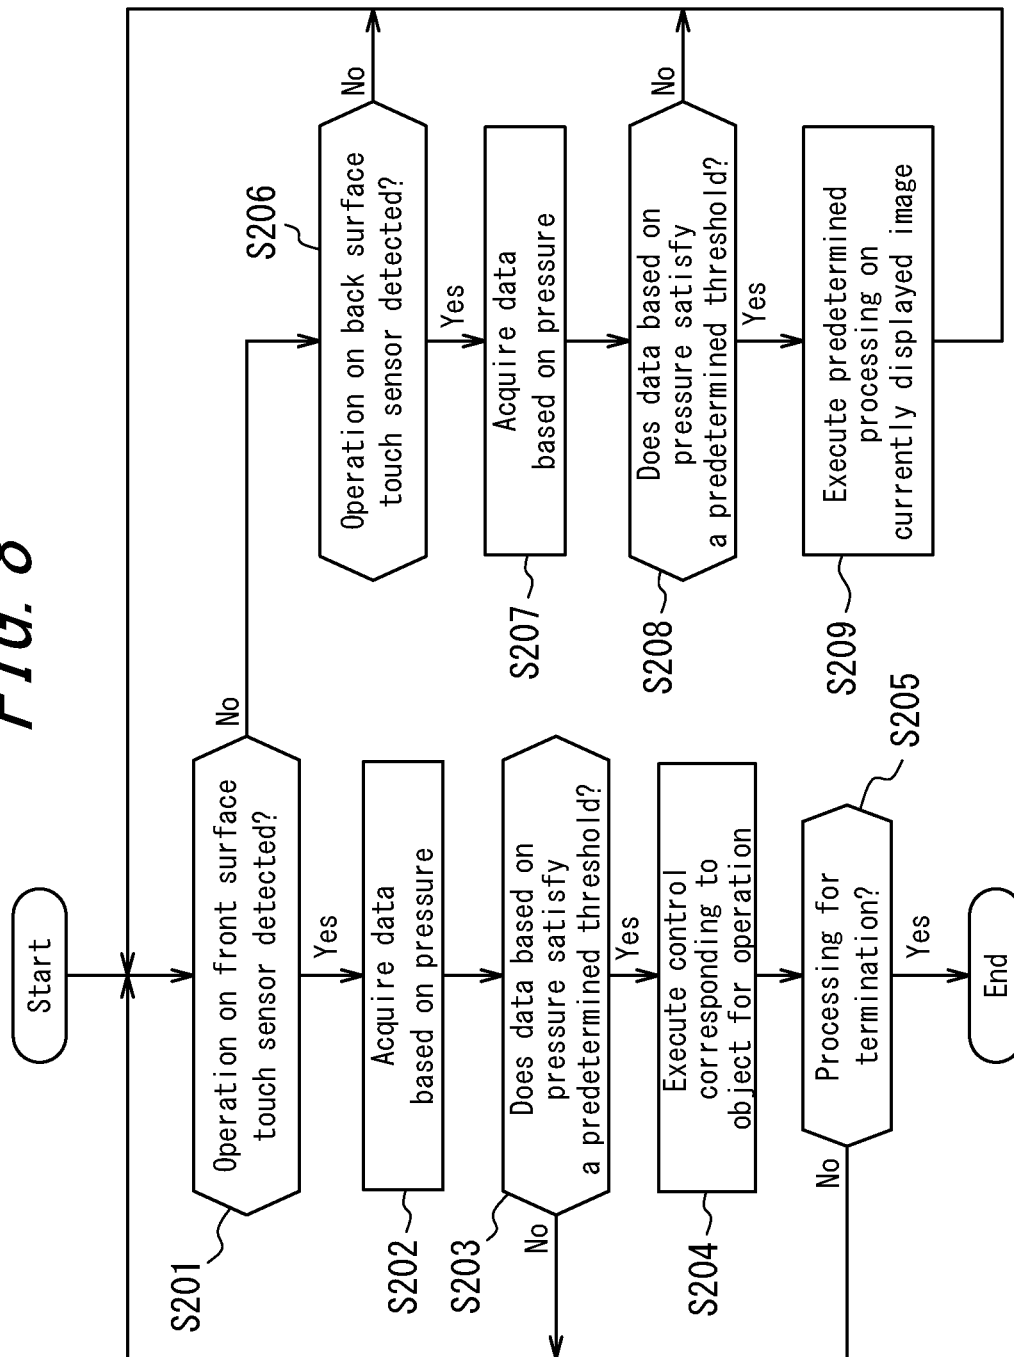 FIG. 8
Start
S201
Operation on front surface
touch sensor detected?
No
Yes
S202
Acquire data
based on pressure
S203
Does data based on
pressure satisfy
a predetermined threshold?
No
Yes
S204
Execute control
corresponding to
object for operation
S205
Processing for
termination?
No
Yes
End
S206
Operation on back surface
touch sensor detected?
No
Yes
S207
Acquire data
based on pressure
S208
Does data based on
pressure satisfy
a predetermined threshold?
No
Yes
S209
Execute predetermined
processing on
currently displayed image